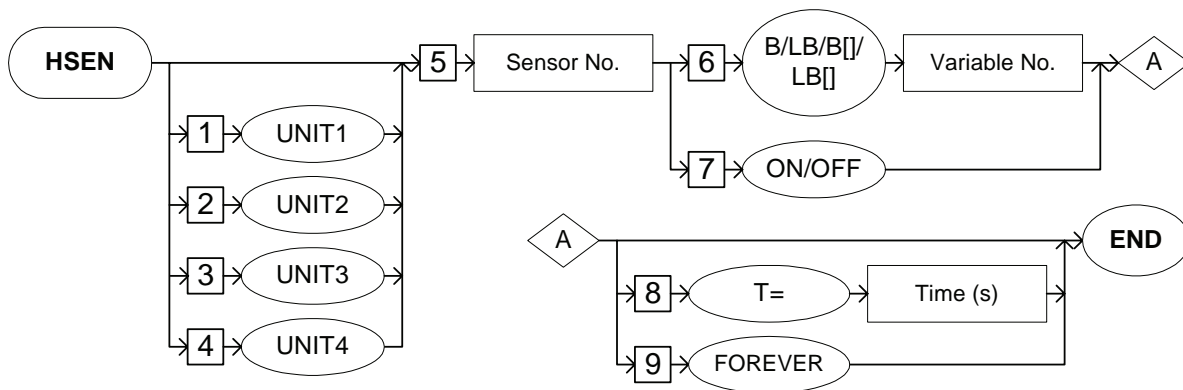 HSEN
5
Sensor No.
6
B/LB/B[]/
LB[]
Variable No.
A
1
UNIT1
7
ON/OFF
2
UNIT2
3
UNIT3
4
UNIT4
A
END
8
T=
Time (s)
9
FOREVER